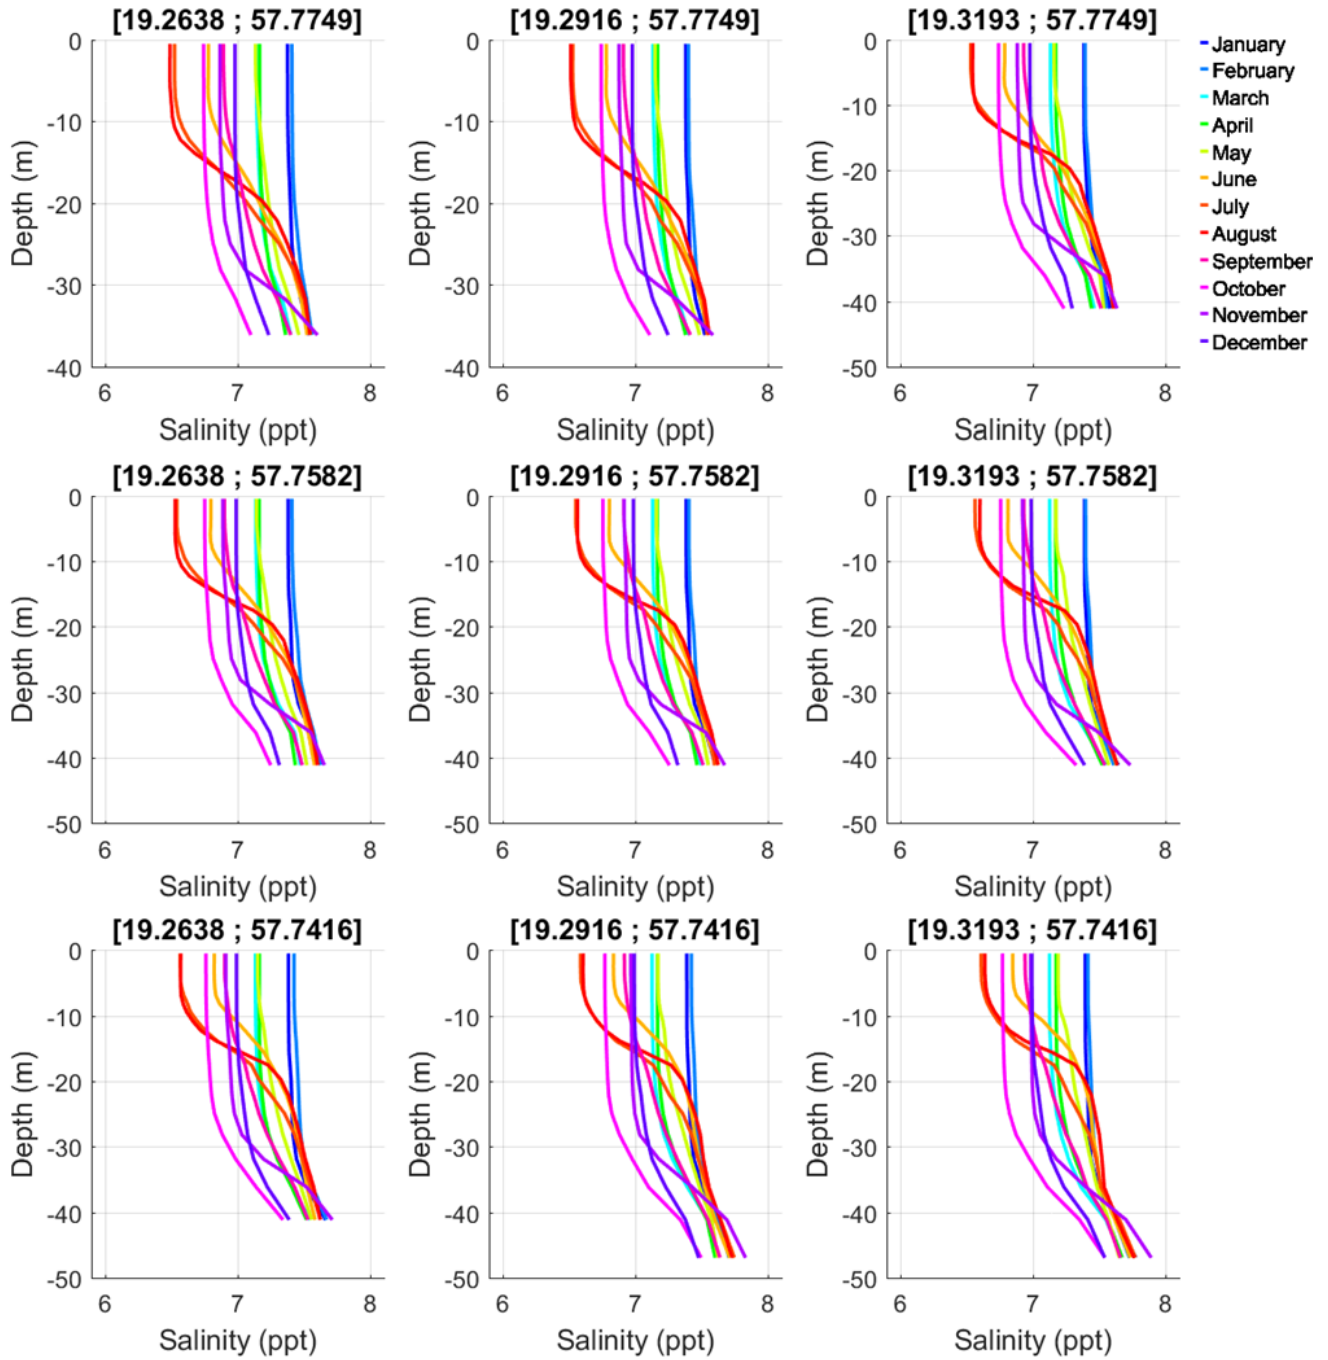 [19.2638 ; 57.7749] [19.2916 ; 57.7749] [19.3193 ; 57.7749]
0
-10
-20
-30
-40
Depth (m)
6 7 8
Salinity (ppt)
0
-10
-20
-30
-40
Depth (m)
6 7 8
Salinity (ppt)
0
-10
-20
-30
-40
-50
Depth (m)
6 7 8
Salinity (ppt)
January
February
March
April
May
June
July
August
September
October
November
December
[19.2638 ; 57.7582] [19.2916 ; 57.7582] [19.3193 ; 57.7582]
0
-10
-20
-30
-40
-50
Depth (m)
6 7 8
Salinity (ppt)
0
-10
-20
-30
-40
-50
Depth (m)
6 7 8
Salinity (ppt)
0
-10
-20
-30
-40
-50
Depth (m)
6 7 8
Salinity (ppt)
[19.2638 ; 57.7416] [19.2916 ; 57.7416] [19.3193 ; 57.7416]
0
-10
-20
-30
-40
-50
Depth (m)
6 7 8
Salinity (ppt)
0
-10
-20
-30
-40
-50
Depth (m)
6 7 8
Salinity (ppt)
0
-10
-20
-30
-40
-50
Depth (m)
6 7 8
Salinity (ppt)